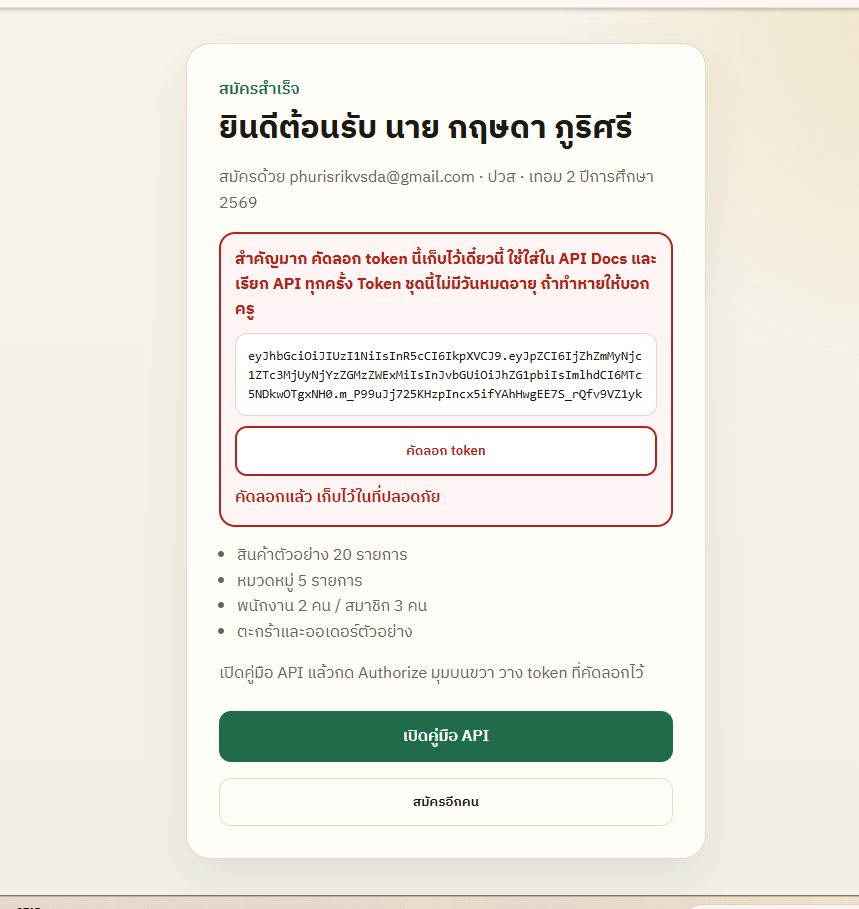 สมัครสำเร็จ
ยินดีต้อนรับ นาย กฤษดา ภูริศรี
สมัครด้วย phurisrikvsda@gmail.com · ปวส · เทอม 2 ปีการศึกษา
2569
สำคัญมาก คัดลอก token นี้เก็บไว้เดี๋ยวนี้ ใช้ใส่ใน API Docs และ
เรียก API ทุกครั้ง Token ชุดนี้ไม่มีวันหมดอายุ ถ้าทำหายให้บอก
ครู
eyJhbGciOiJIUzI1NiIsInR5cCI6IkpXVCJ9.eyJpZCI6IjZhZmMyNjc
1ZTc3MjUyNjYzZGMzZWExMiIsInJvbGUiOiJhZG1pbiIsImlhdCI6MTc
5NDkwOTgxNH0.m_P99uJj725KHzpIncx5ifYAhHwgEE7S_rQfv9VZ1yk
คัดลอก token
คัดลอกแล้ว เก็บไว้ในที่ปลอดภัย
สินค้าตัวอย่าง 20 รายการ
หมวดหมู่ 5 รายการ
พนักงาน 2 คน / สมาชิก 3 คน
ตะกร้าและออเดอร์ตัวอย่าง
เปิดคู่มือ API แล้วกด Authorize มุมบนขวา วาง token ที่คัดลอกไว้
เปิดคู่มือ API
สมัครอีกคน